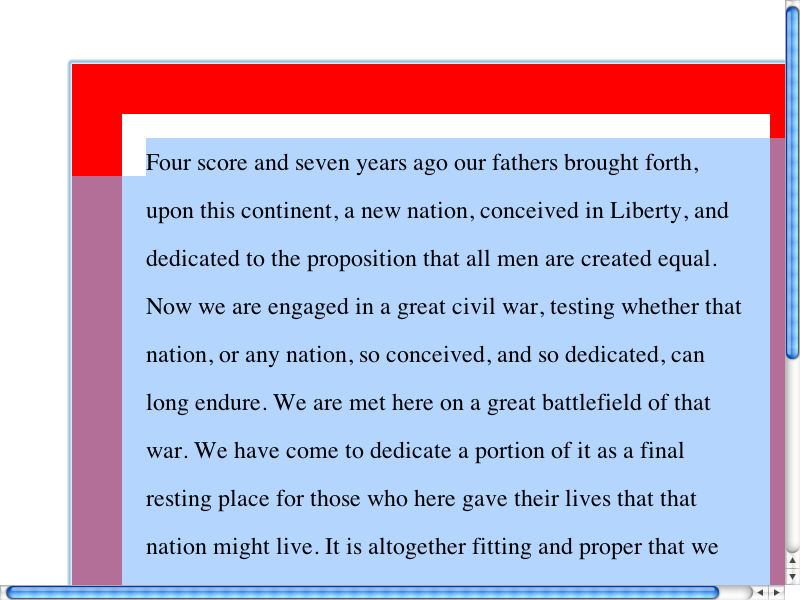 Four score and seven years ago our fathers brought forth,
upon this continent, a new nation, conceived in Liberty, and
dedicated to the proposition that all men are created equal.
Now we are engaged in a great civil war, testing whether that
nation, or any nation, so conceived, and so dedicated, can
long endure. We are met here on a great battlefield of that
war. We have come to dedicate a portion of it as a final
resting place for those who here gave their lives that that
nation might live. It is altogether fitting and proper that we